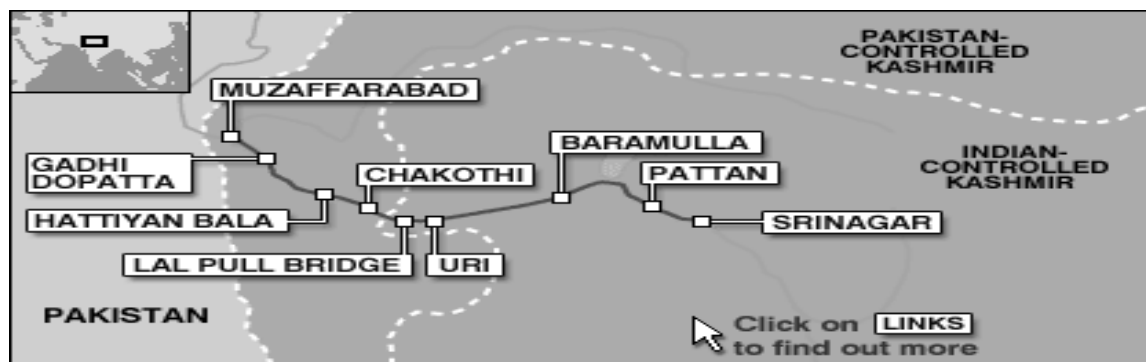 PAKISTAN-
CONTROLLED
KASHMIR
MUZAFFARABAD
BARAMULLA
GADHI
DOPATTA
CHAKOTHI
PATTAN
INDIAN-
CONTROLLED
KASHMIR
HATTIYAN BALA
SRINAGAR
LAL PULL BRIDGE
URI
PAKISTAN
Click on LINKS
to find out more